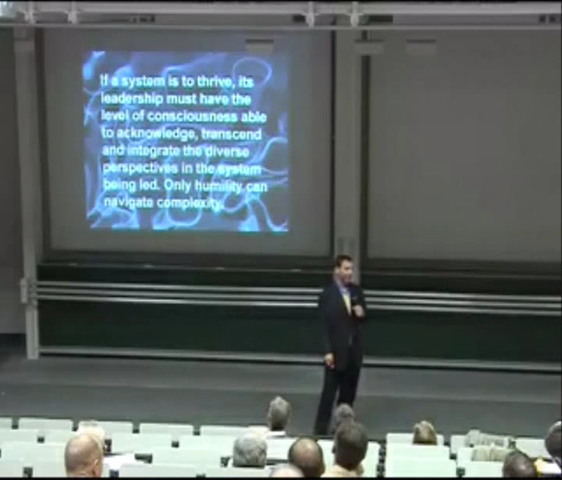 If a system is to thrive, its
leadership must have the
level of consciousness able
to acknowledge, transcend
and integrate the diverse
perspectives in the system
being led. Only humility can
navigate complexity.